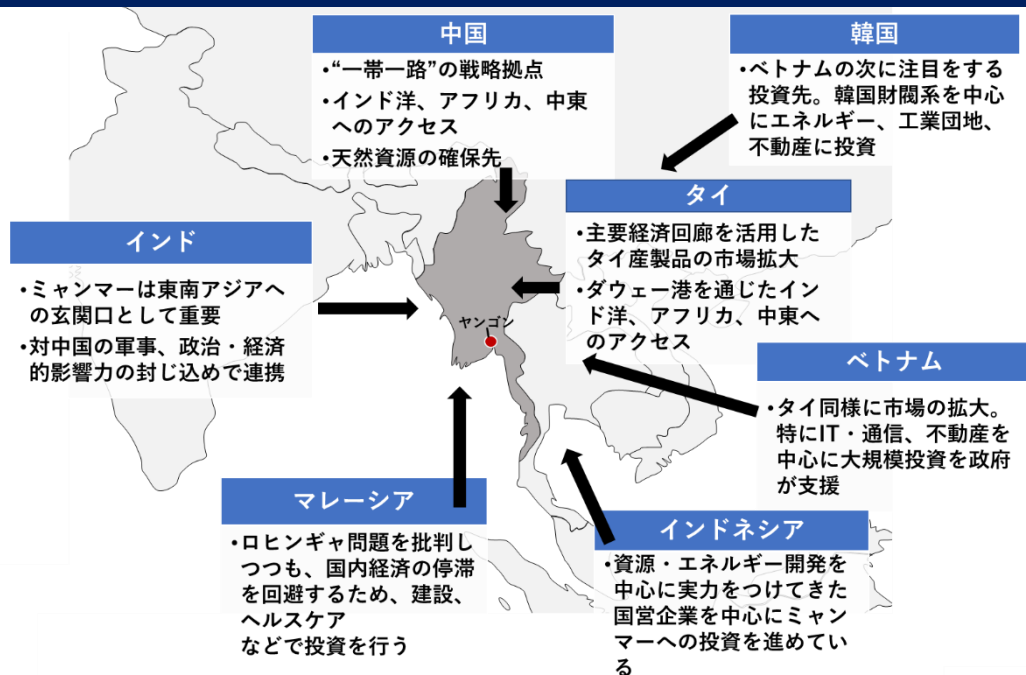 中国
・“一帯一路”の戦略拠点
・インド洋、アフリカ、中東
へのアクセス
・天然資源の確保先
韓国
・ベトナムの次に注目をする
投資先。韓国財閥系を中心
にエネルギー、工業団地、
不動産に投資
タイ
・主要経済回廊を活用した
タイ産製品の市場拡大
・ダウェー港を通じたイン
ド洋、アフリカ、中東へ
のアクセス
インド
・ミャンマーは東南アジアへ
の玄関口として重要
・対中国の軍事、政治・経済
的影響力の封じ込めで連携
ヤンゴン
ベトナム
・タイ同様に市場の拡大。
特にIT・通信、不動産を
中心に大規模投資を政府
が支援
マレーシア
・ロヒンギャ問題を批判し
つつも、国内経済の停滞
を回避するため、建設、
ヘルスケア
などで投資を行う
インドネシア
・資源・エネルギー開発を
中心に実力をつけてきた
国営企業を中心にミャン
マーへの投資を進めてい
る